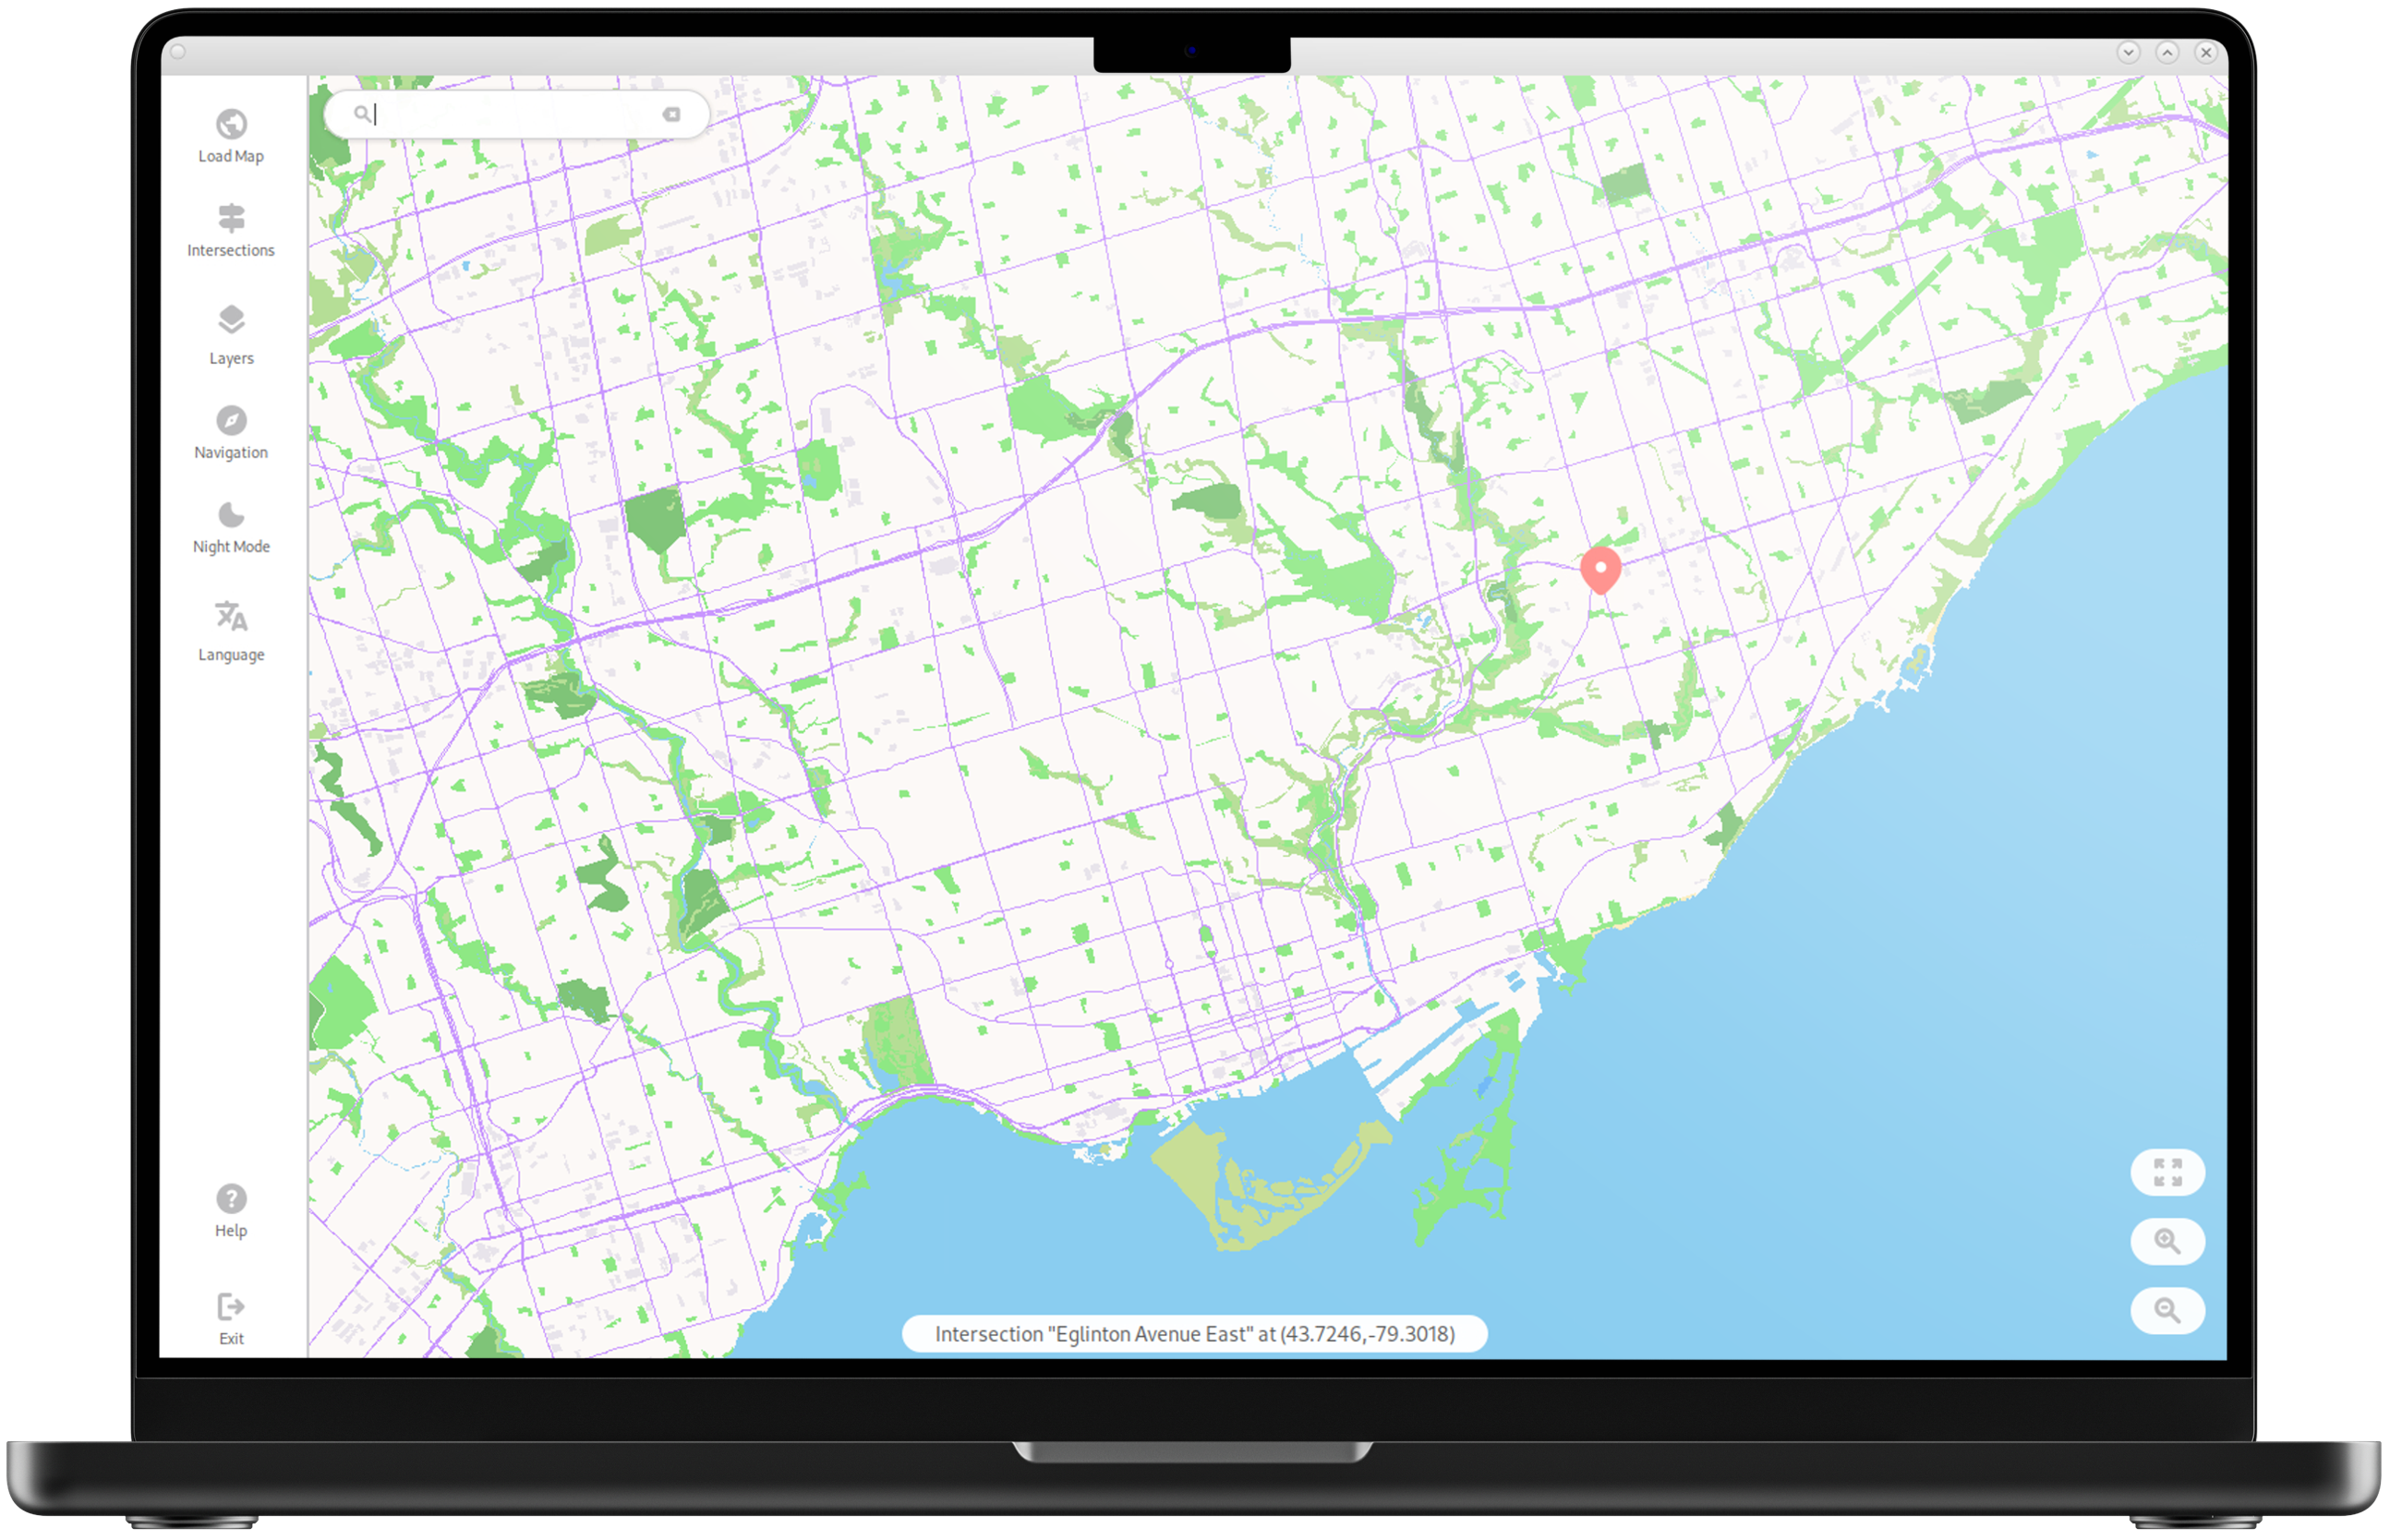 Load Map
Intersections
Layers
Navigation
Night Mode
Language
Help
Exit
Intersection "Eglinton Avenue East" at (43.7246,-79.3018)